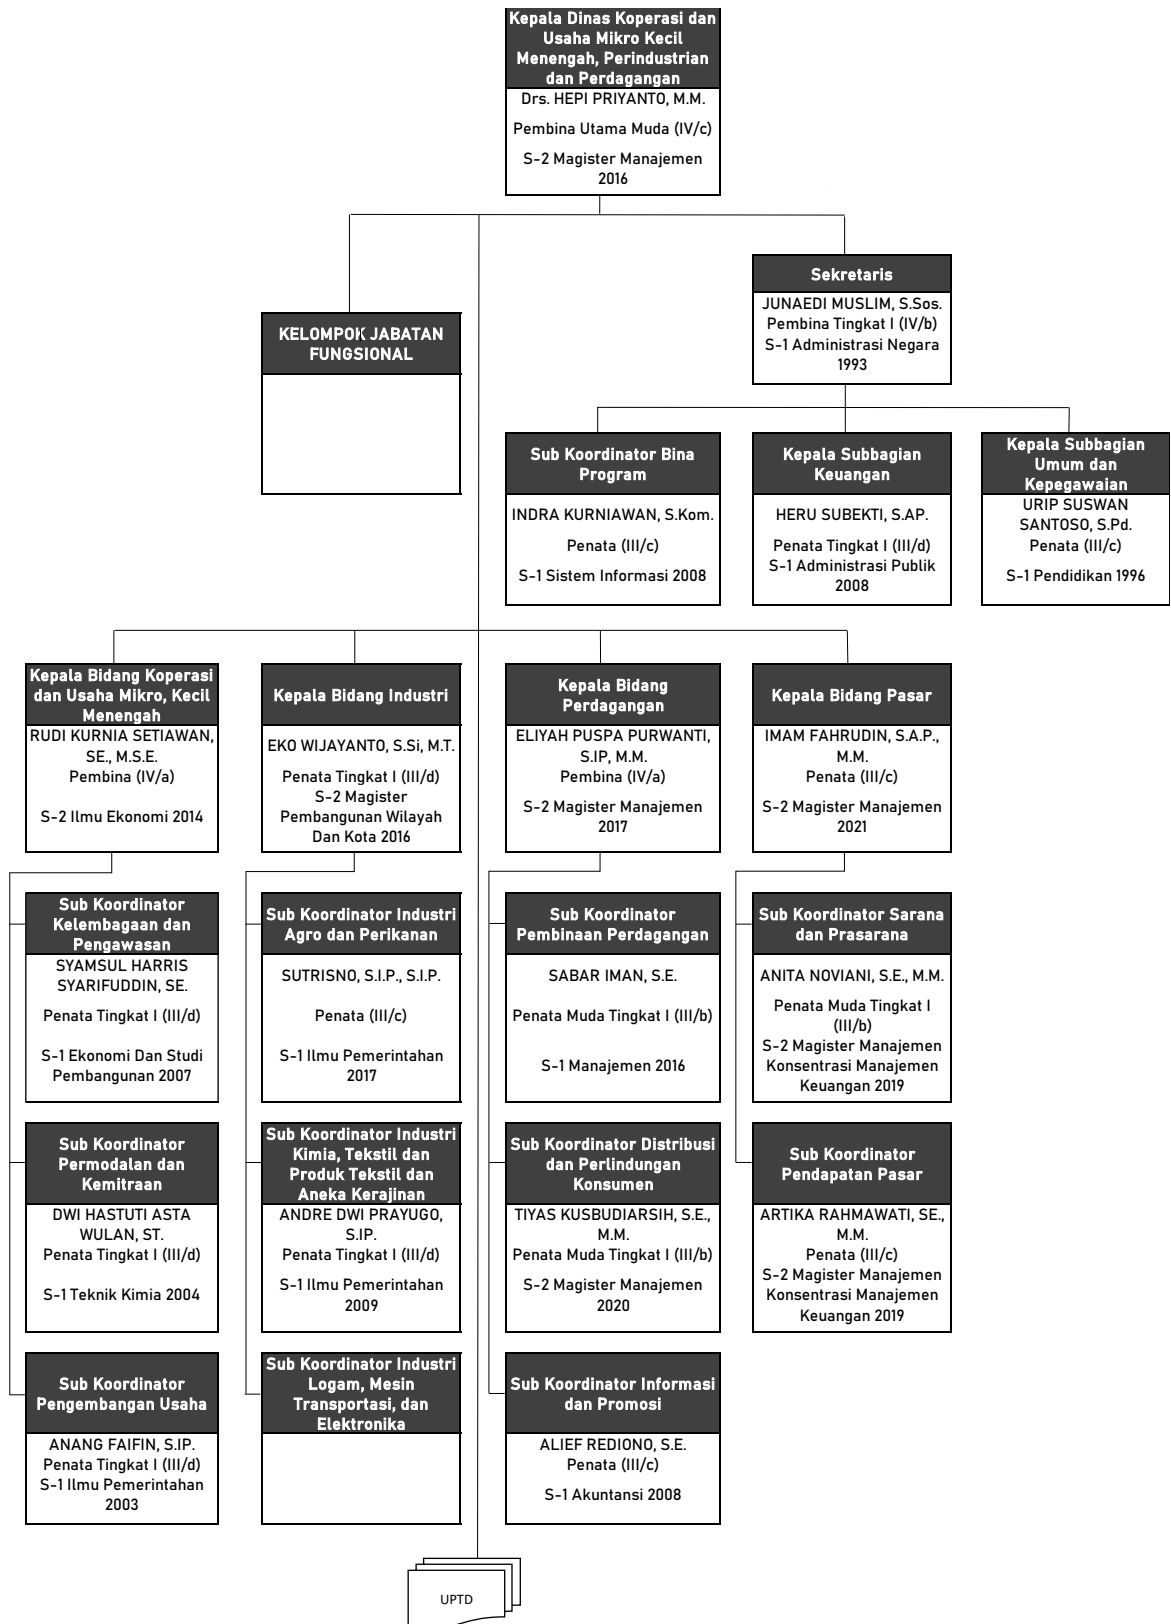 Kepala Dinas Koperasi dan
Usaha Mikro Kecil
Menengah, Perindustrian
dan Perdagangan
Drs. HEPI PRIYANTO, M.M.
Pembina Utama Muda (IV/c)
S-2 Magister Manajemen
2016
Sekretaris
JUNAEDI MUSLIM, S.Sos.
Pembina Tingkat I (IV/b)
S-1 Administrasi Negara
1993
KELOMPOK JABATAN
FUNGSIONAL
Sub Koordinator Bina
Program
INDRA KURNIAWAN, S.Kom.
Penata (III/c)
S-1 Sistem Informasi 2008
Kepala Subbagian
Keuangan
HERU SUBEKTI, S.AP.
Penata Tingkat I (III/d)
S-1 Administrasi Publik
2008
Kepala Subbagian
Umum dan
Kepegawaian
URIP SUSWAN
SANTOSO, S.Pd.
Penata (III/c)
S-1 Pendidikan 1996
Kepala Bidang Koperasi
dan Usaha Mikro, Kecil
Menengah
RUDI KURNIA SETIAWAN,
SE., M.S.E.
Pembina (IV/a)
S-2 Ilmu Ekonomi 2014
Kepala Bidang Industri
EKO WIJAYANTO, S.Si, M.T.
Penata Tingkat I (III/d)
S-2 Magister
Pembangunan Wilayah
Dan Kota 2016
Kepala Bidang
Perdagangan
ELIYAH PUSPA PURWANTI,
S.IP, M.M.
Pembina (IV/a)
S-2 Magister Manajemen
2017
Kepala Bidang Pasar
IMAM FAHRUDIN, S.A.P.,
M.M.
Penata (III/c)
S-2 Magister Manajemen
2021
Sub Koordinator
Kelembagaan dan
Pengawasan
SYAMSUL HARRIS
SYARIFUDDIN, SE.
Penata Tingkat I (III/d)
S-1 Ekonomi Dan Studi
Pembangunan 2007
Sub Koordinator Industri
Agro dan Perikanan
SUTRISNO, S.I.P., S.I.P.
Penata (III/c)
S-1 Ilmu Pemerintahan
2017
Sub Koordinator
Pembinaan Perdagangan
SABAR IMAN, S.E.
Penata Muda Tingkat I (III/b)
S-1 Manajemen 2016
Sub Koordinator Sarana
dan Prasarana
ANITA NOVIANI, S.E., M.M.
Penata Muda Tingkat I
(III/b)
S-2 Magister Manajemen
Konsentrasi Manajemen
Keuangan 2019
Sub Koordinator
Permodalan dan
Kemitraan
DWI HASTUTI ASTA
WULAN, ST.
Penata Tingkat I (III/d)
S-1 Teknik Kimia 2004
Sub Koordinator Industri
Kimia, Tekstil dan
Produk Tekstil dan
Aneka Kerajinan
ANDRE DWI PRAYUGO,
S.IP.
Penata Tingkat I (III/d)
S-1 Ilmu Pemerintahan
2009
Sub Koordinator Distribusi
dan Perlindungan
Konsumen
TIYAS KUSBUDIARSIH, S.E.,
M.M.
Penata Muda Tingkat I (III/b)
S-2 Magister Manajemen
2020
Sub Koordinator
Pendapatan Pasar
ARTIKA RAHMAWATI, SE.,
M.M.
Penata (III/c)
S-2 Magister Manajemen
Konsentrasi Manajemen
Keuangan 2019
Sub Koordinator
Pengembangan Usaha
ANANG FAIFIN, S.IP.
Penata Tingkat I (III/d)
S-1 Ilmu Pemerintahan
2003
Sub Koordinator Industri
Logam, Mesin
Transportasi, dan
Elektronika
Sub Koordinator Informasi
dan Promosi
ALIEF REDIONO, S.E.
Penata (III/c)
S-1 Akuntansi 2008
UPTD